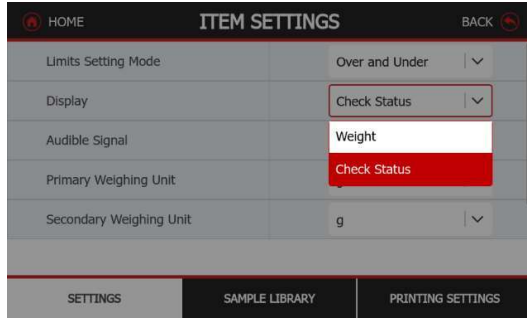 HOME ITEM SETTINGS BACK
Limits Setting Mode Over and Under
Display Check Status
Audible Signal Weight
Check Status
Primary Weighing Unit
Secondary Weighing Unit g
SETTINGS SAMPLE LIBRARY PRINTING SETTINGS